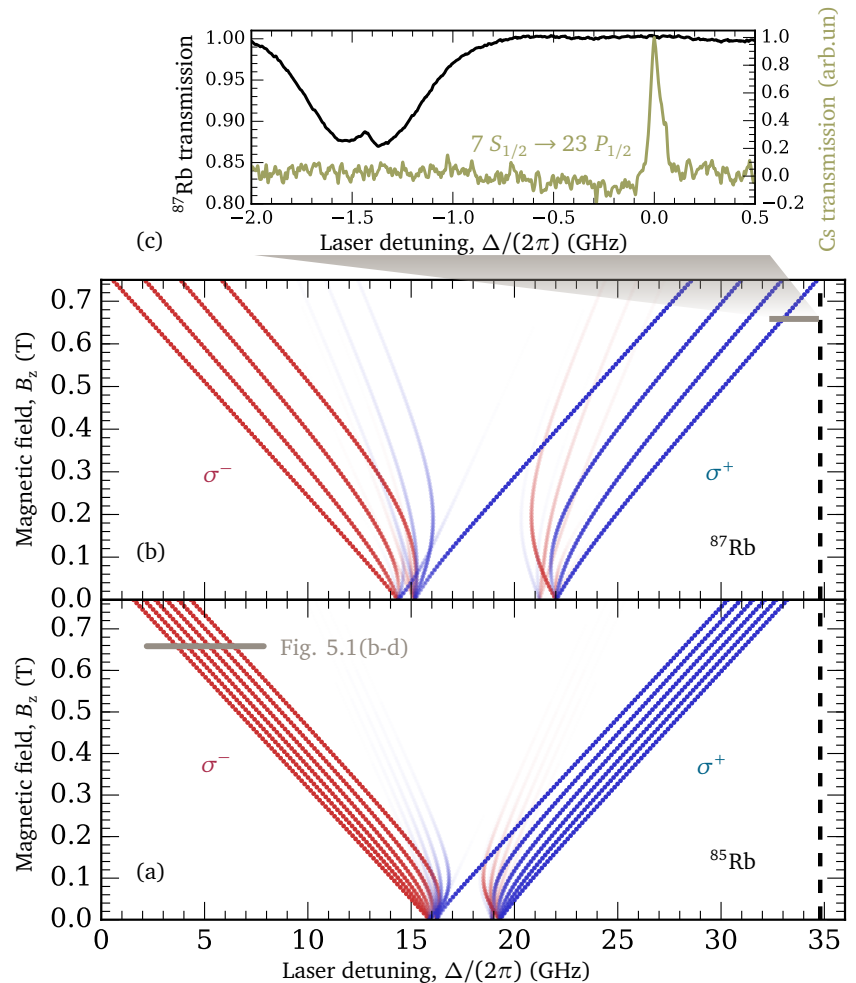 1.00
0.95
0.90
0.85
0.80
⁸⁷Rb transmission
1.0
0.8
0.6
0.4
0.2
0.0
−0.2
Cs transmission (arb.un)
7 S₁/₂ → 23 P₁/₂
−2.0 −1.5 −1.0 −0.5 0.0 0.5
(c)
Laser detuning, Δ/(2π) (GHz)
0.7
0.6
0.5
0.4
0.3
0.2
0.1
0.0
Magnetic field, B_z (T)
σ⁻
σ⁺
(b)
⁸⁷Rb
0.7
0.6
0.5
0.4
0.3
0.2
0.1
0.0
Magnetic field, B_z (T)
Fig. 5.1(b-d)
σ⁻
σ⁺
(a)
⁸⁵Rb
0 5 10 15 20 25 30 35
Laser detuning, Δ/(2π) (GHz)